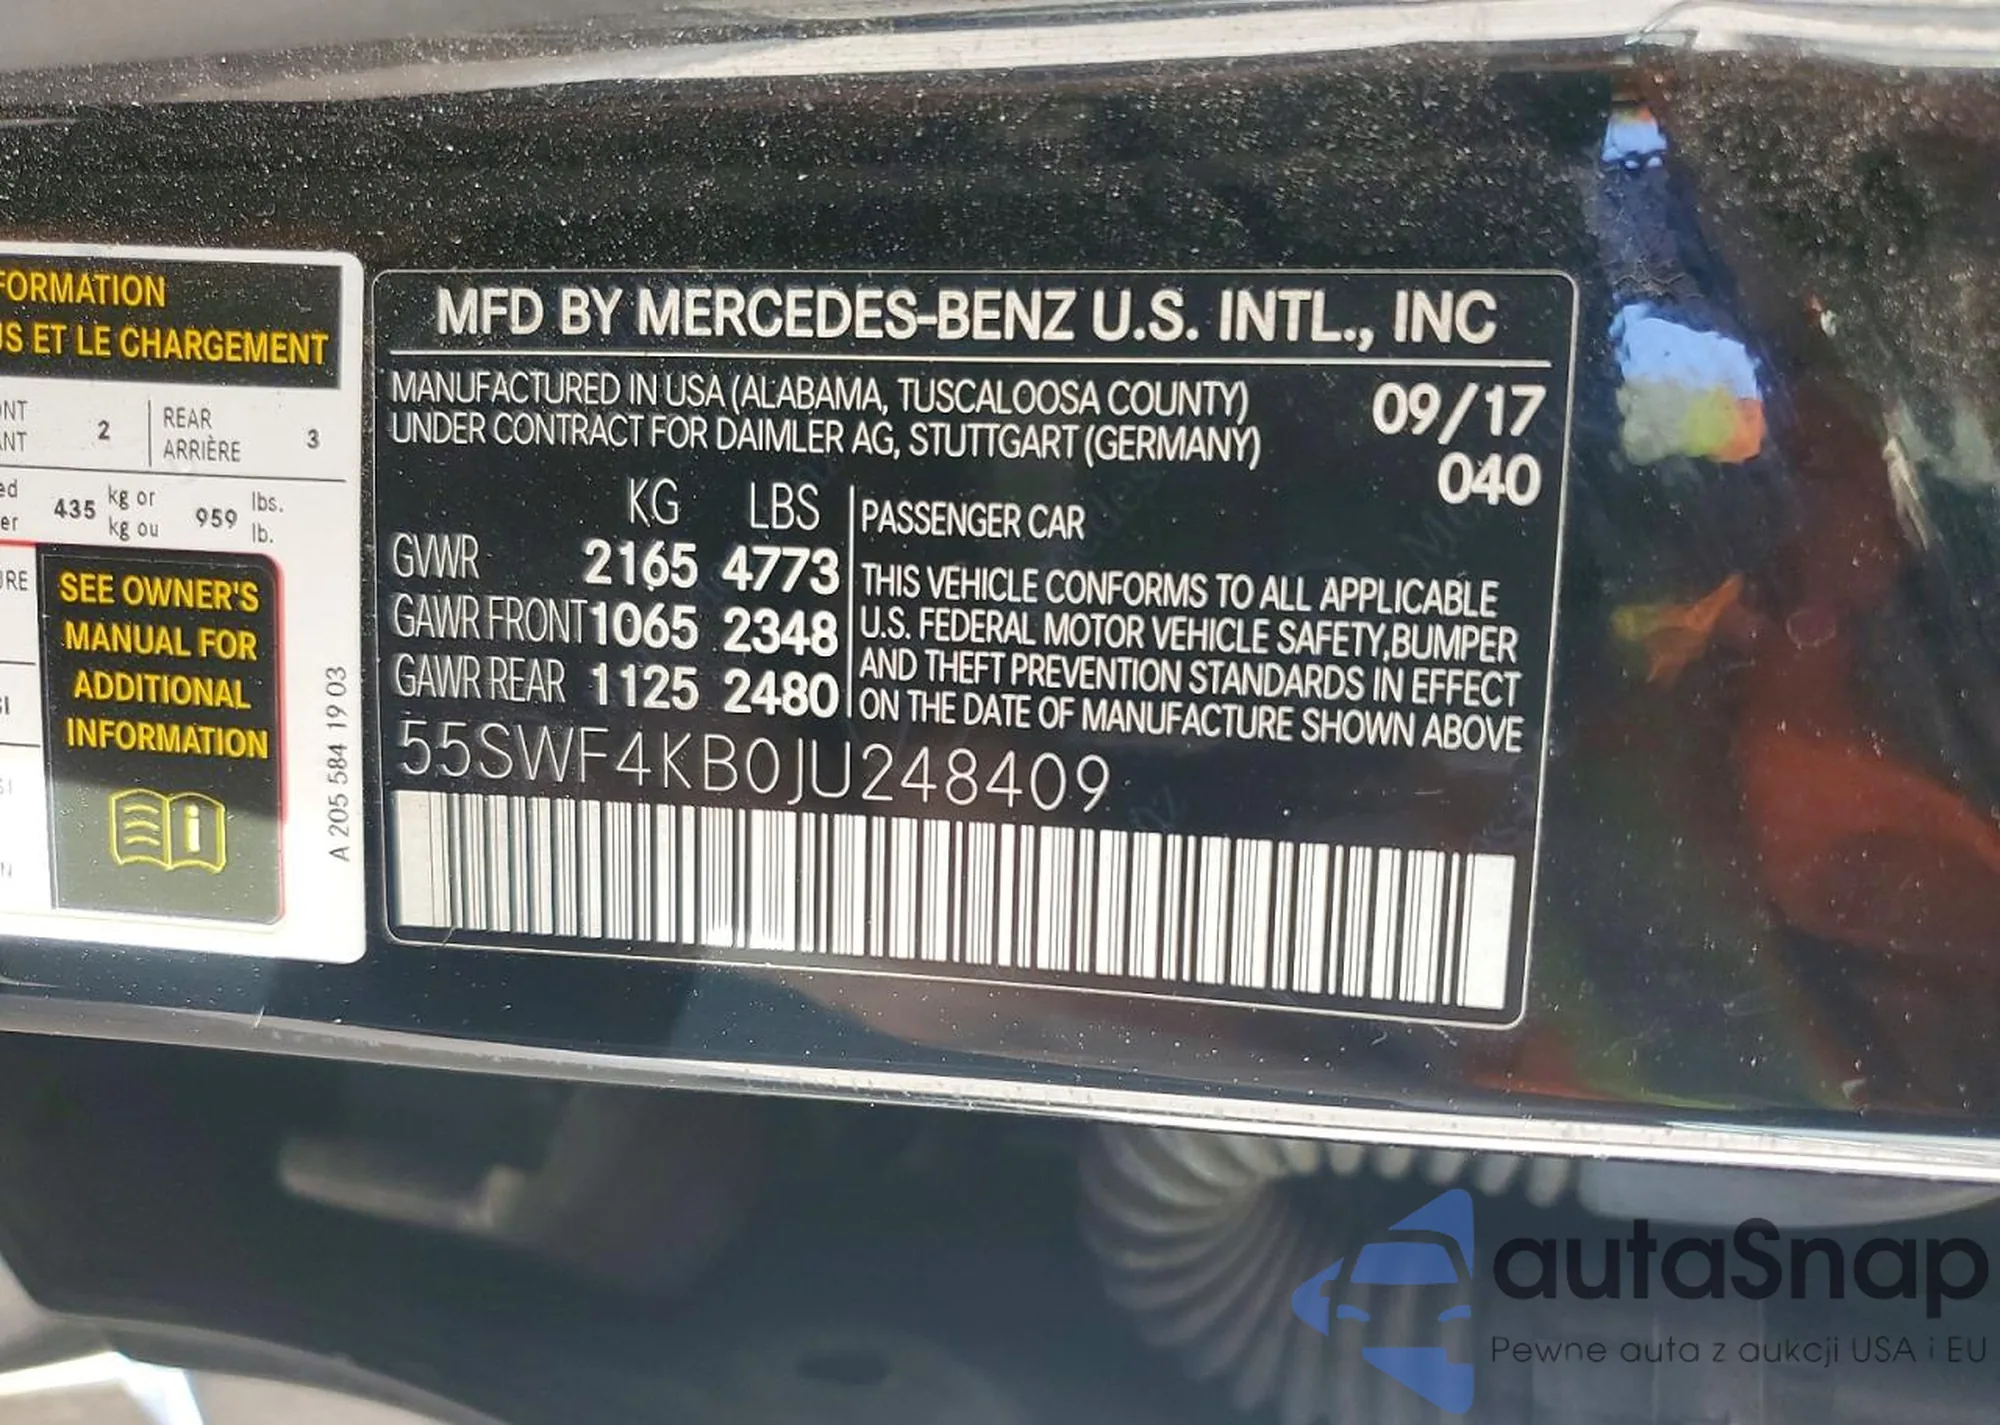 FORMATION
US ET LE CHARGEMENT
2
REAR
ARRIÈRE
3
435 kg or 959 lbs.
kg ou lb.
SEE OWNER'S
MANUAL FOR
ADDITIONAL
INFORMATION
A 205 584 19 03
MFD BY MERCEDES-BENZ U.S. INTL., INC
MANUFACTURED IN USA (ALABAMA, TUSCALOOSA COUNTY)
UNDER CONTRACT FOR DAIMLER AG, STUTTGART (GERMANY)
09/17
040
KG LBS
GVWR 2165 4773
GAWR FRONT 1065 2348
GAWR REAR 1125 2480
PASSENGER CAR
THIS VEHICLE CONFORMS TO ALL APPLICABLE
U.S. FEDERAL MOTOR VEHICLE SAFETY,BUMPER
AND THEFT PREVENTION STANDARDS IN EFFECT
ON THE DATE OF MANUFACTURE SHOWN ABOVE
55SWF4KB0JU248409
autaSnap
Pewne auta z aukcji USA i EU